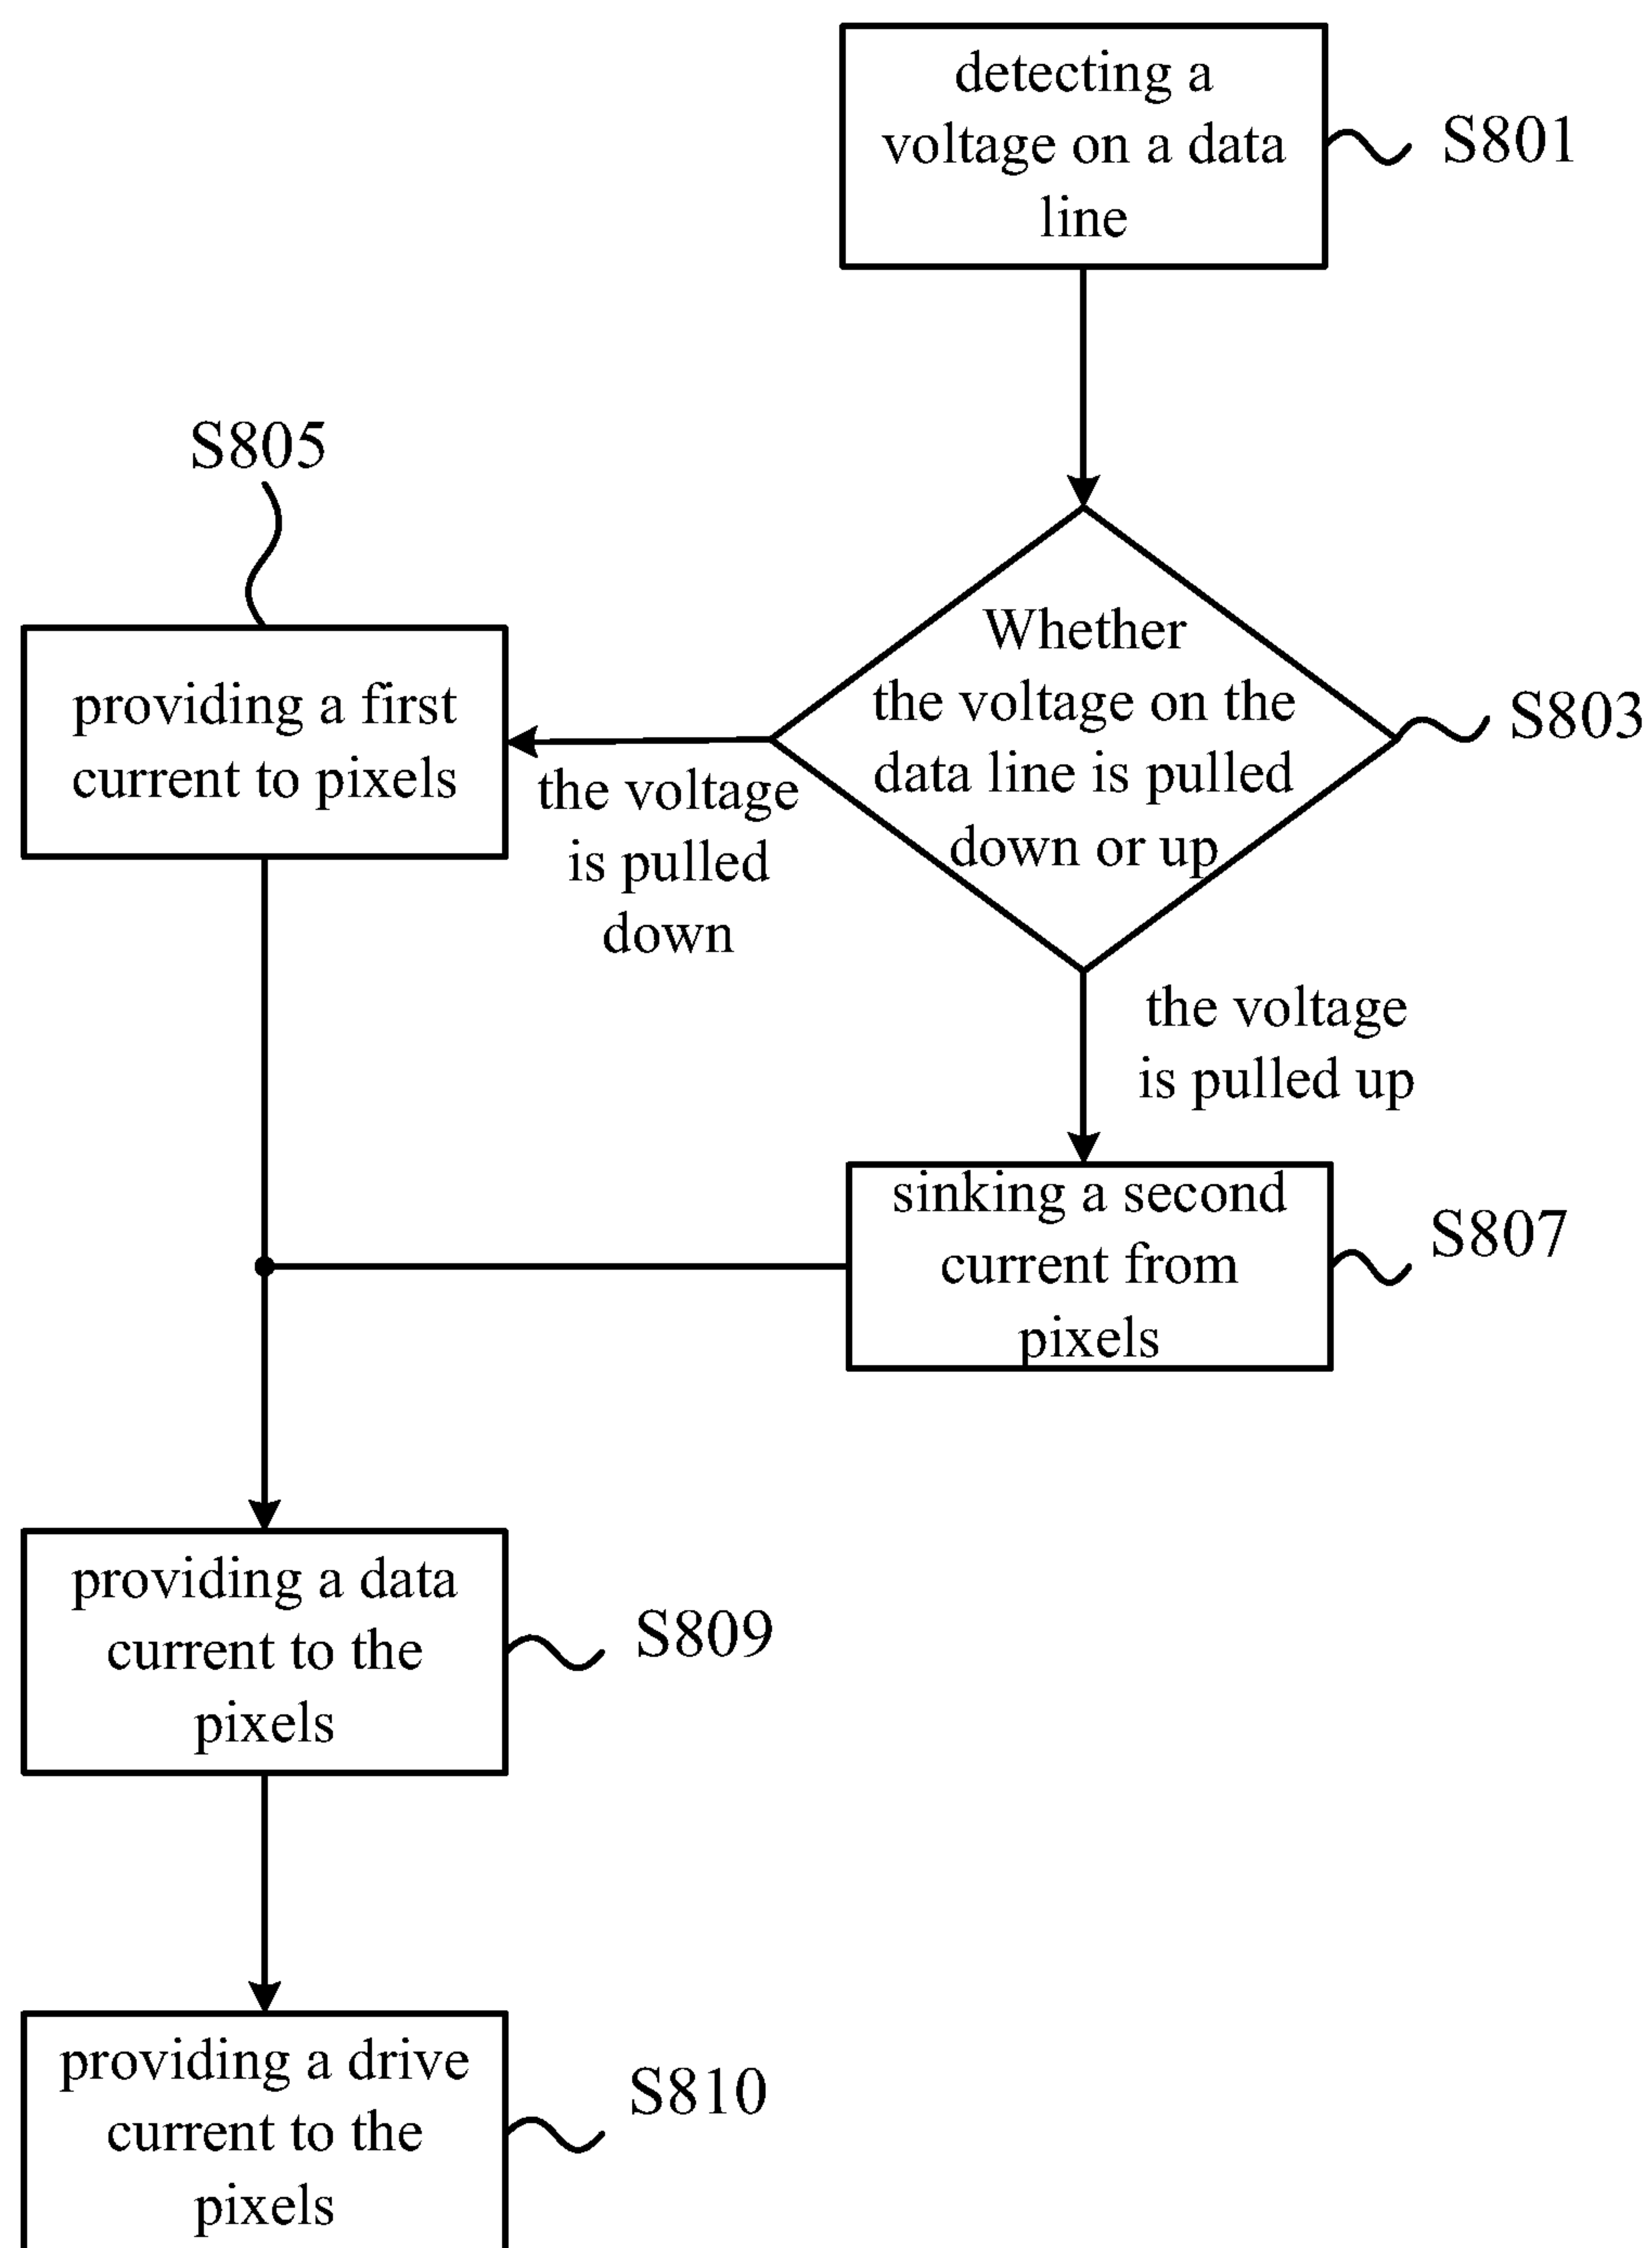 detecting a
voltage on a data
line
S801
S805
Whether
the voltage on the
data line is pulled
down or up
S803
providing a first
current to pixels
the voltage
is pulled
down
the voltage
is pulled up
sinking a second
current from
pixels
S807
providing a data
current to the
pixels
S809
providing a drive
current to the
pixels
S810